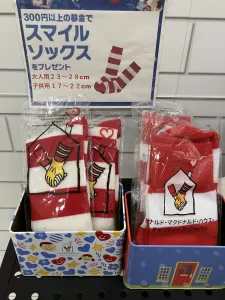 300円以上の募金で
スマイル
ソックス
をプレゼント
大人用23～28cm
子供用17～22cm
ナルド・マクドナルド・ハウス